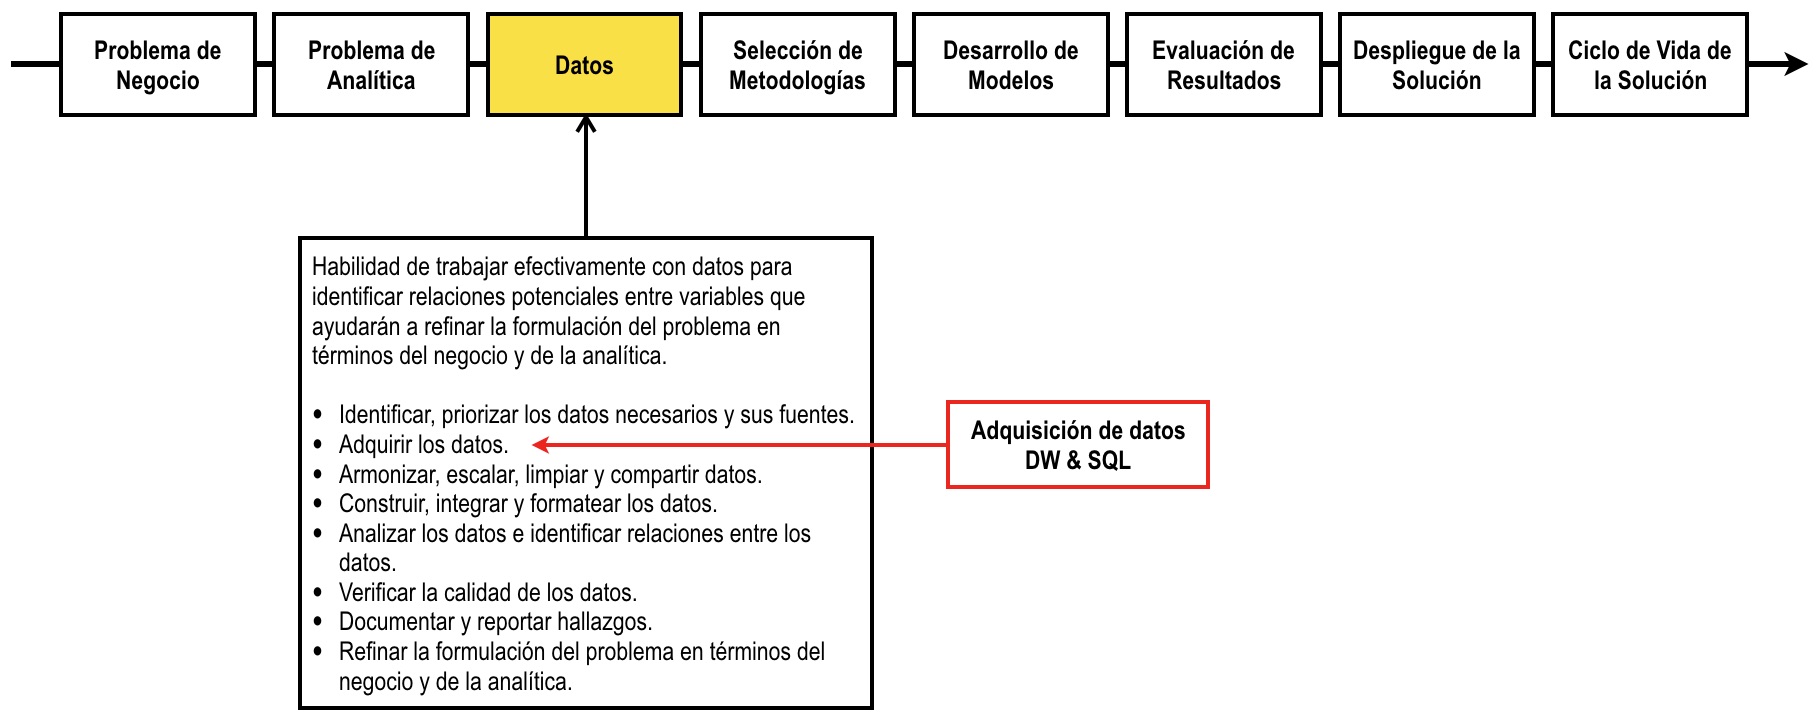 Problema de
Negocio
Problema de
Analítica
Datos
Selección de
Metodologías
Desarrollo de
Modelos
Evaluación de
Resultados
Despliegue de la
Solución
Ciclo de Vida de
la Solución
Habilidad de trabajar efectivamente con datos para
identificar relaciones potenciales entre variables que
ayudarán a refinar la formulación del problema en
términos del negocio y de la analítica.
• Identificar, priorizar los datos necesarios y sus fuentes.
• Adquirir los datos.
• Armonizar, escalar, limpiar y compartir datos.
• Construir, integrar y formatear los datos.
• Analizar los datos e identificar relaciones entre los
datos.
• Verificar la calidad de los datos.
• Documentar y reportar hallazgos.
• Refinar la formulación del problema en términos del
negocio y de la analítica.
Adquisición de datos
DW & SQL